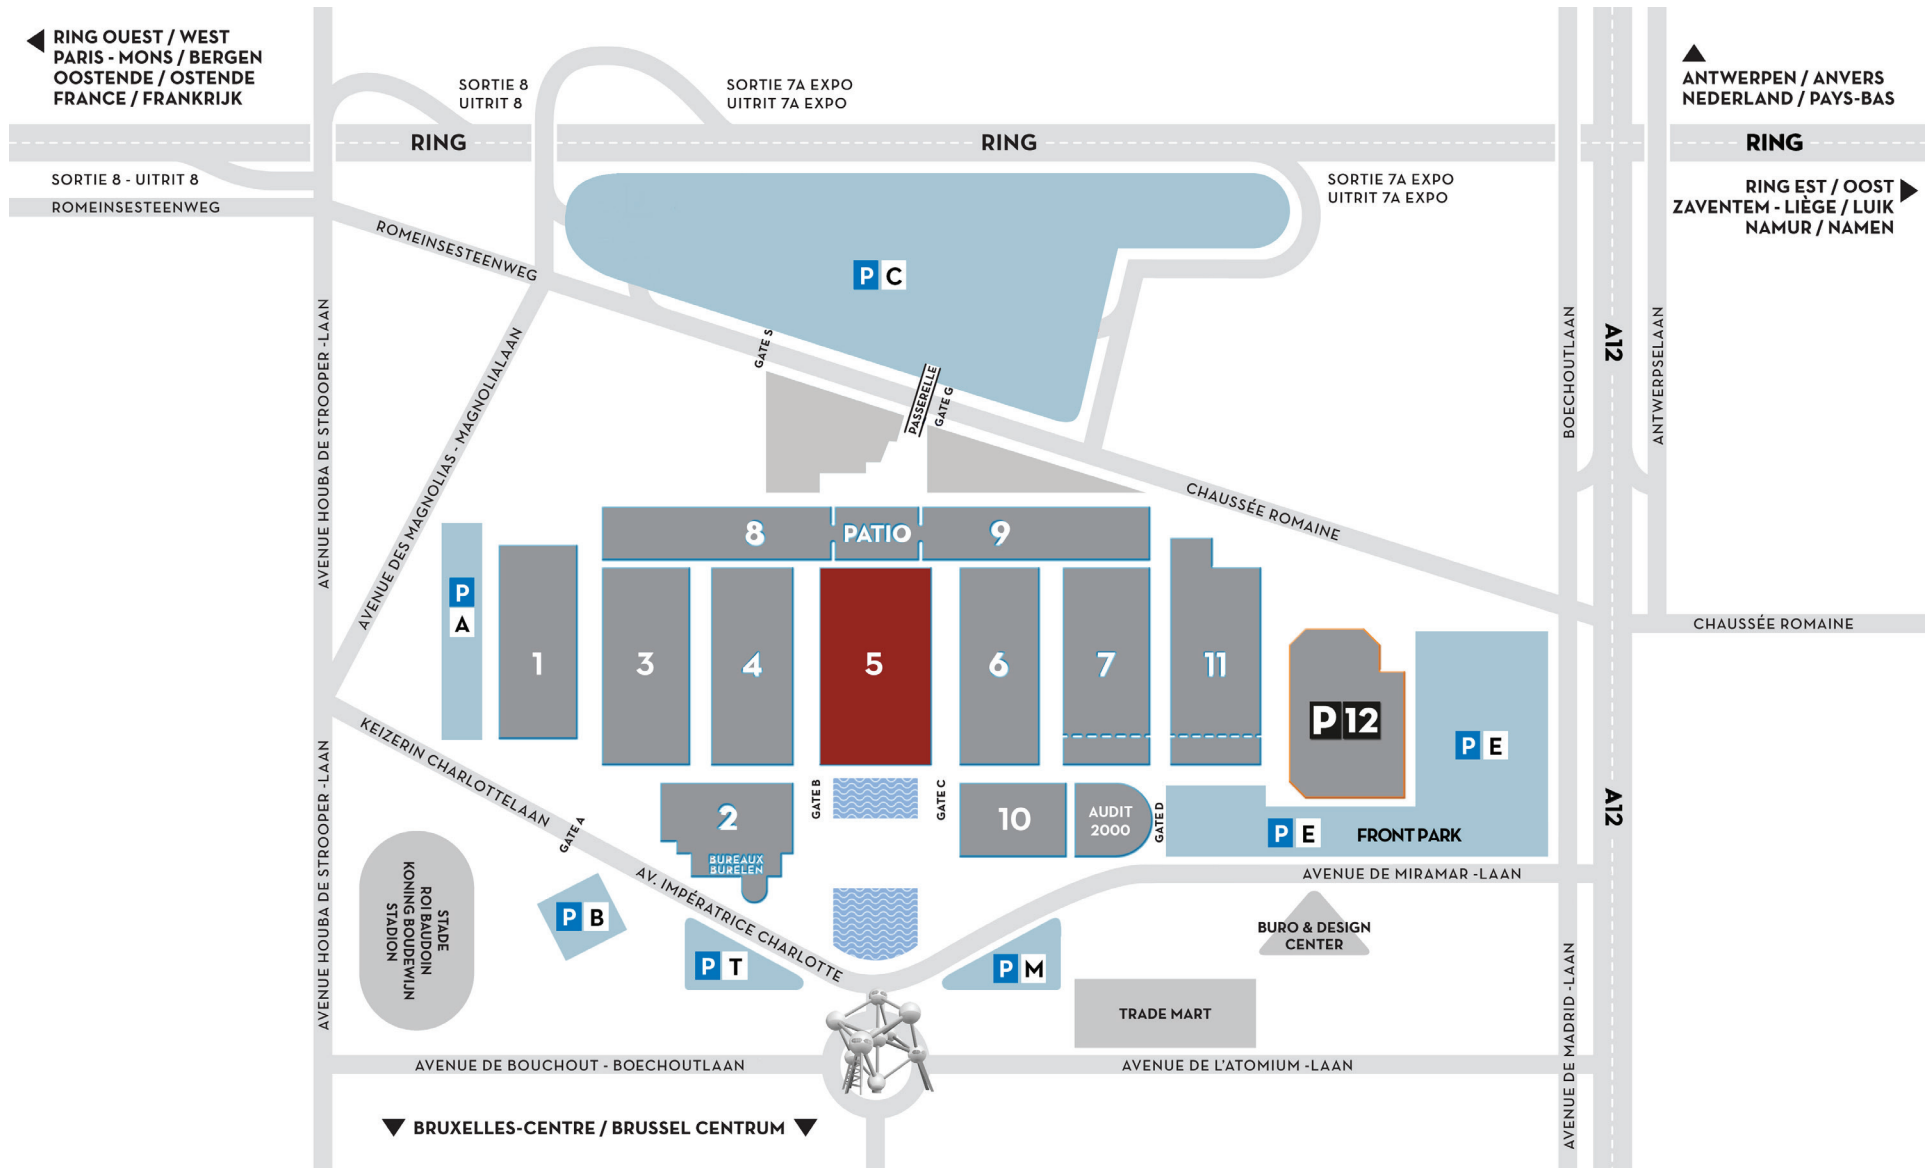 RING OUEST / WEST
PARIS - MONS / BERGEN
OOSTENDE / OSTENDE
FRANCE / FRANKRIJK
SORTIE 8
UITRIT 8
SORTIE 7A EXPO
UITRIT 7A EXPO
ANTWERPEN / ANVERS
NEDERLAND / PAYS-BAS
RING
RING
RING
SORTIE 8 - UITRIT 8
ROMEINSESTEENWEG
SORTIE 7A EXPO
UITRIT 7A EXPO
RING EST / OOST
ZAVENTEM - LIÈGE / LUIK
NAMUR / NAMEN
ROMEINSESTEENWEG
P C
AVENUE HOUBA DE STROOPER -LAAN
AVENUE DES MAGNOLIAS - MAGNOLIALAAN
GATE S
PASSERELLE
GATE G
BOECHOUTLAAN
A12
ANTWERPSELAAN
CHAUSSÉE ROMAINE
8
PATIO
9
P
A
1
3
4
5
6
7
11
P 12
P E
CHAUSSÉE ROMAINE
KEIZERIN CHARLOTTELAAN
GATE A
AVENUE HOUBA DE STROOPER -LAAN
2
BUREAUX
BURELEN
GATE B
GATE C
10
AUDIT
2000
GATE D
P E
FRONT PARK
A12
AVENUE DE MIRAMAR -LAAN
STADE
ROI BAUDOIN
KONING BOUDEWIJN
STADION
P B
AV. IMPÉRATRICE CHARLOTTE
P T
P M
BURO & DESIGN
CENTER
TRADE MART
AVENUE DE MADRID -LAAN
AVENUE DE BOUCHOUT - BOECHOUTLAAN
AVENUE DE L'ATOMIUM -LAAN
BRUXELLES-CENTRE / BRUSSEL CENTRUM